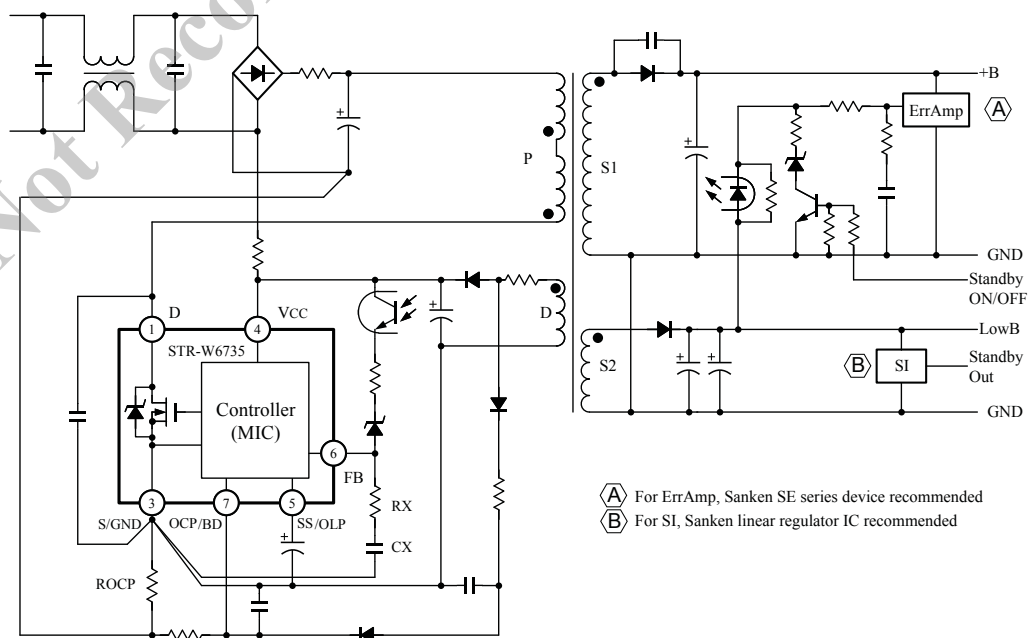 Not Reco
+B
ErrAmp
A
P
S1
GND
Standby
ON/OFF
D
D
VCC
1
4
STR-W6735
LowB
S2
B
SI
Standby
Out
Controller
(MIC)
GND
6
FB
3
7
5
S/GND
OCP/BD
SS/OLP
RX
CX
ROCP
A For ErrAmp, Sanken SE series device recommended
B For SI, Sanken linear regulator IC recommended